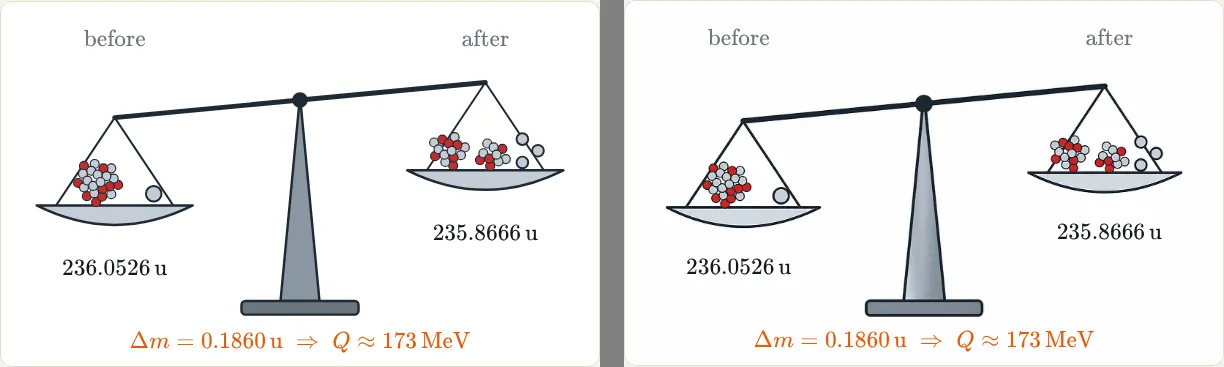 before
after
236.0526 u
235.8666 u
Δm = 0.1860 u ⇒ Q ≈ 173 MeV
before
after
236.0526 u
235.8666 u
Δm = 0.1860 u ⇒ Q ≈ 173 MeV